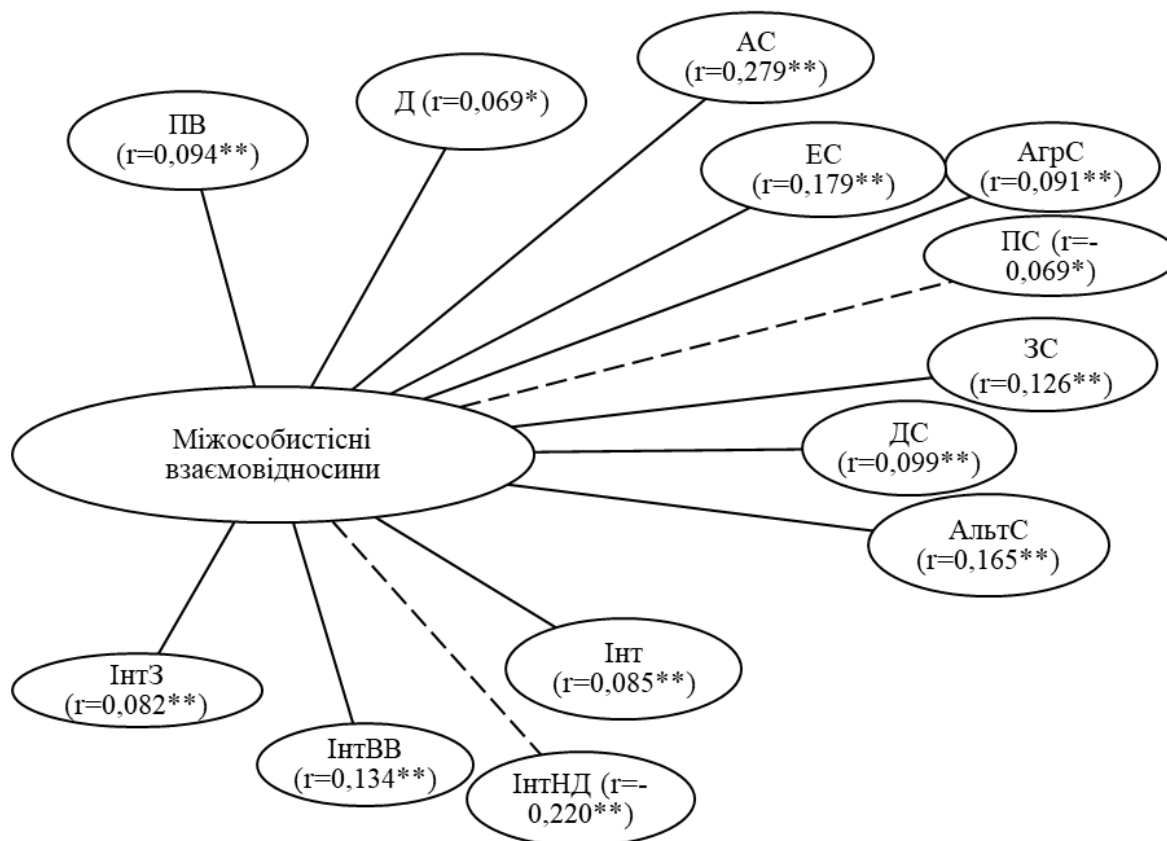 АС
(r=0,279**)
Д (r=0,069*)
ПВ
(r=0,094**)
ЕС
(r=0,179**)
АгрС
(r=0,091**)
ПС (r=-
0,069*)
ЗС
(r=0,126**)
ДС
(r=0,099**)
Міжособистісні
взаємовідносини
АльтС
(r=0,165**)
Інт
(r=0,085**)
ІнтЗ
(r=0,082**)
ІнтВВ
(r=0,134**)
ІнтНД (r=-
0,220**)